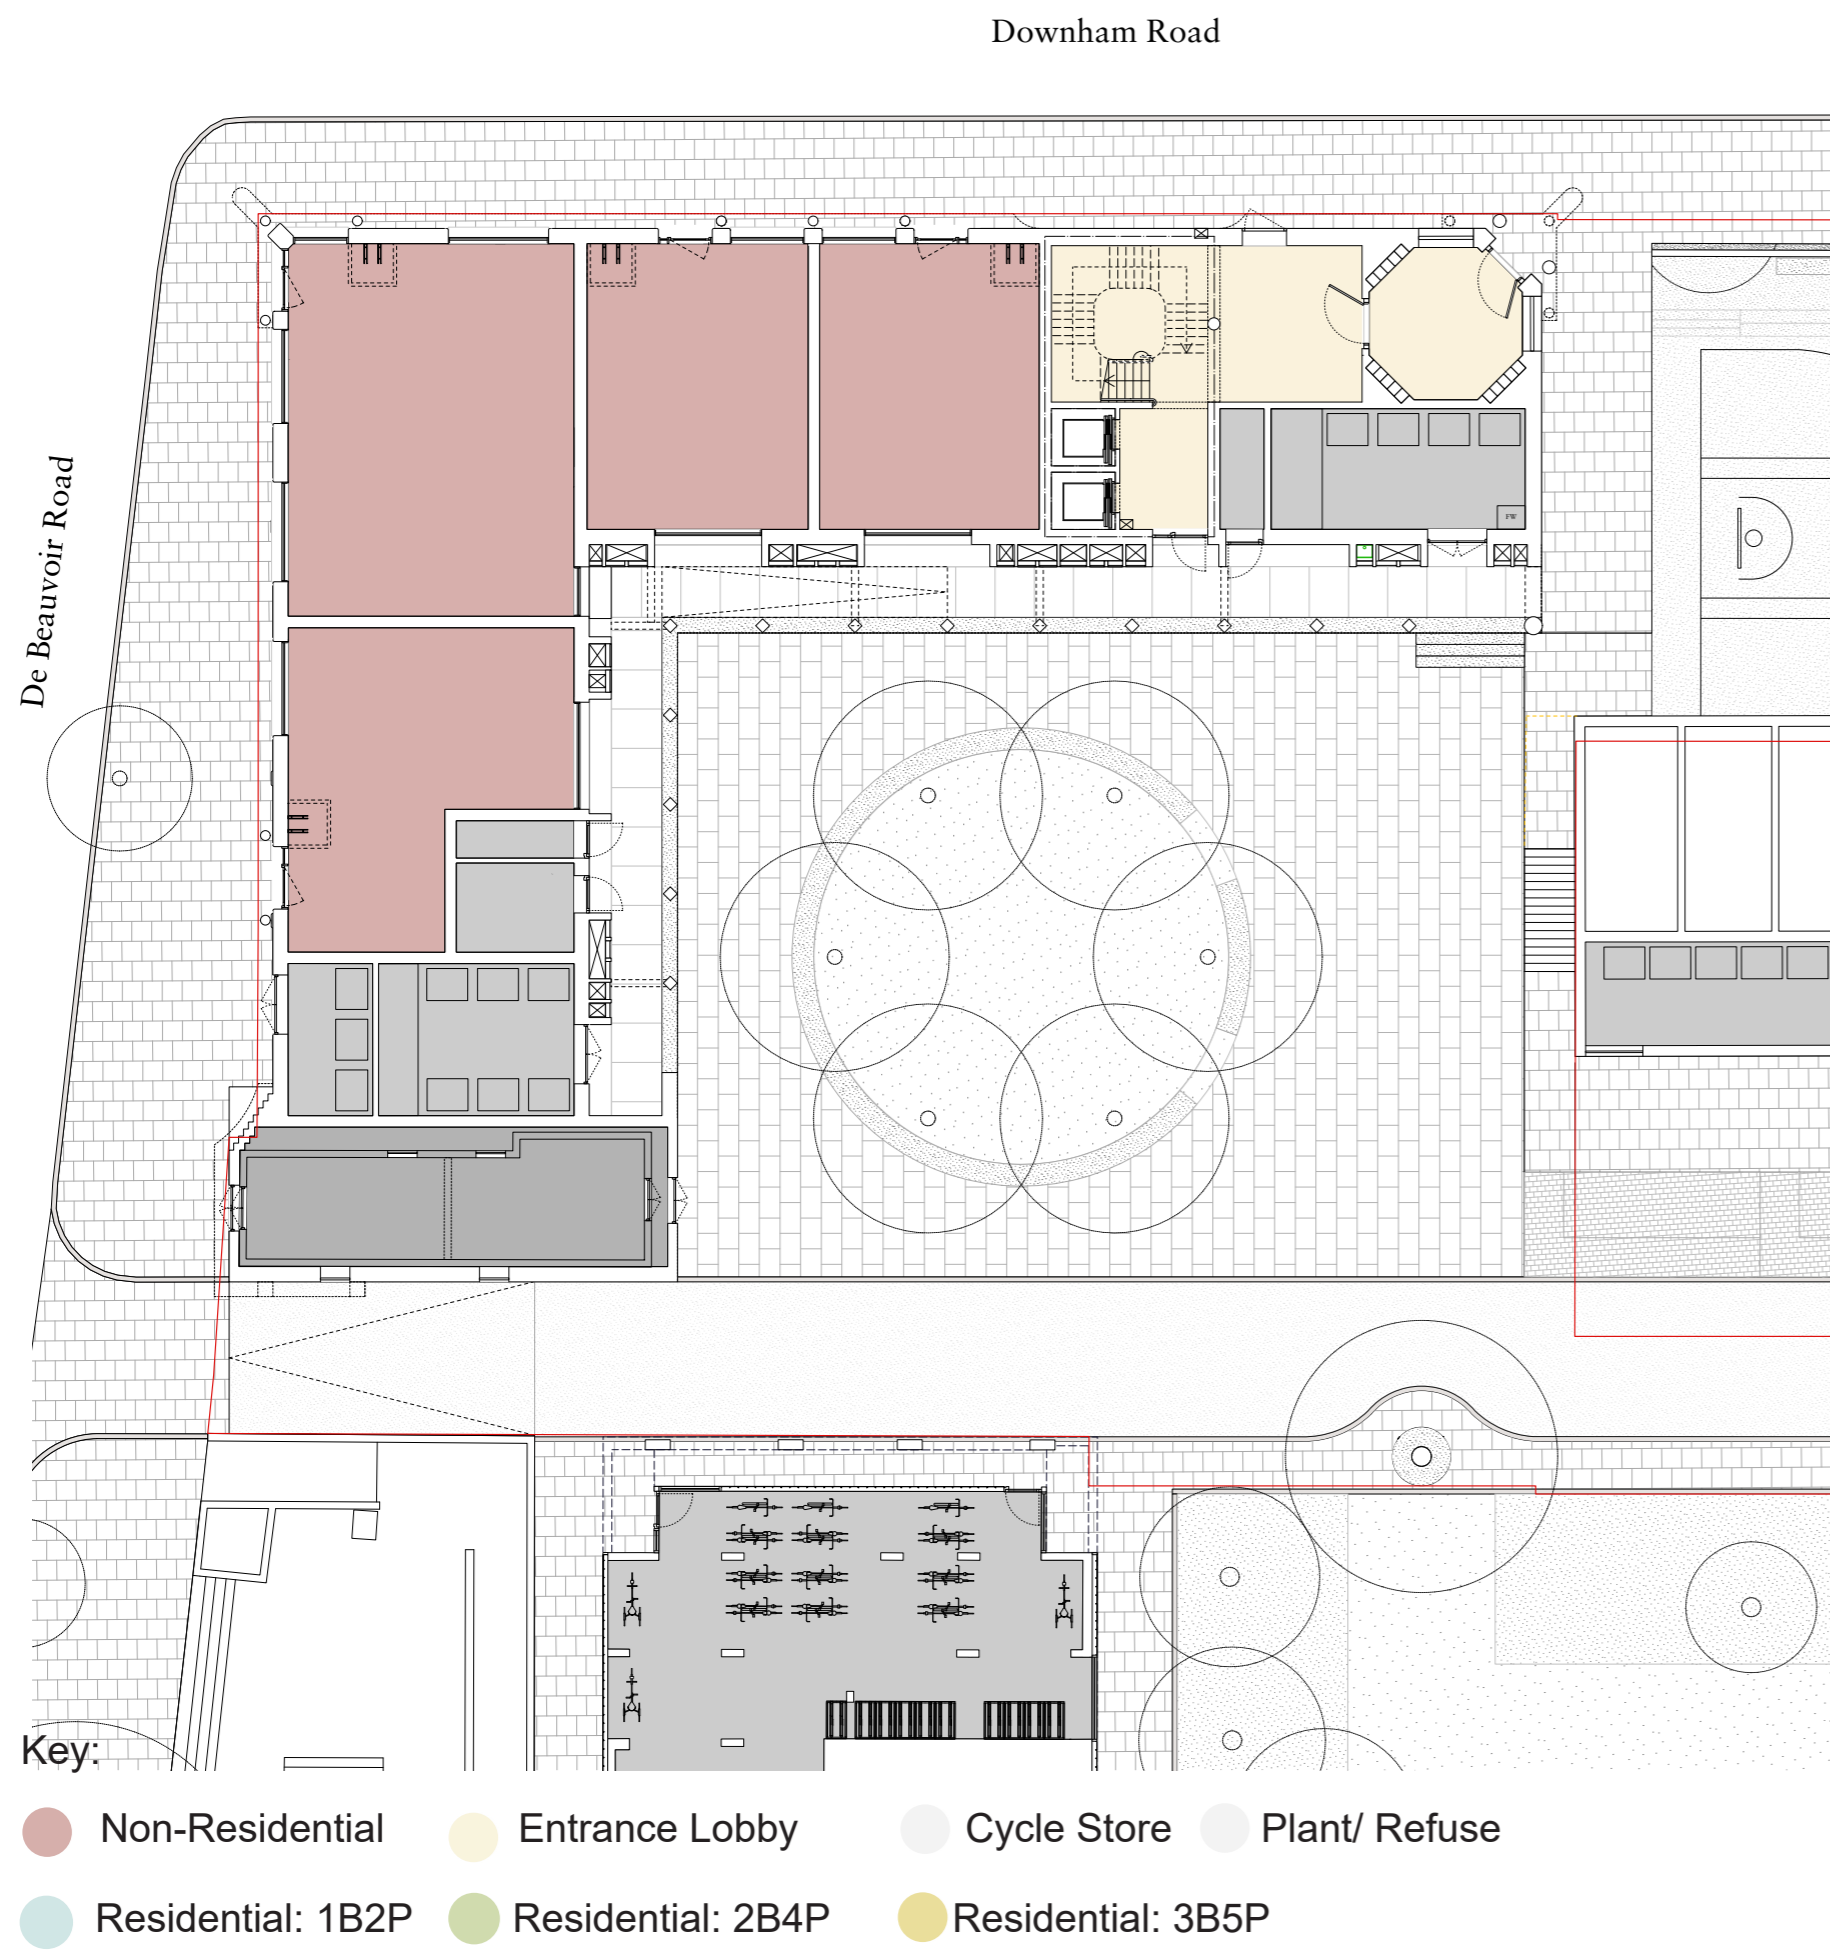 Downham Road
De Beauvoir Road
FW
Key:
Non-Residential
Entrance Lobby
Cycle Store
Plant/ Refuse
Residential: 1B2P
Residential: 2B4P
Residential: 3B5P